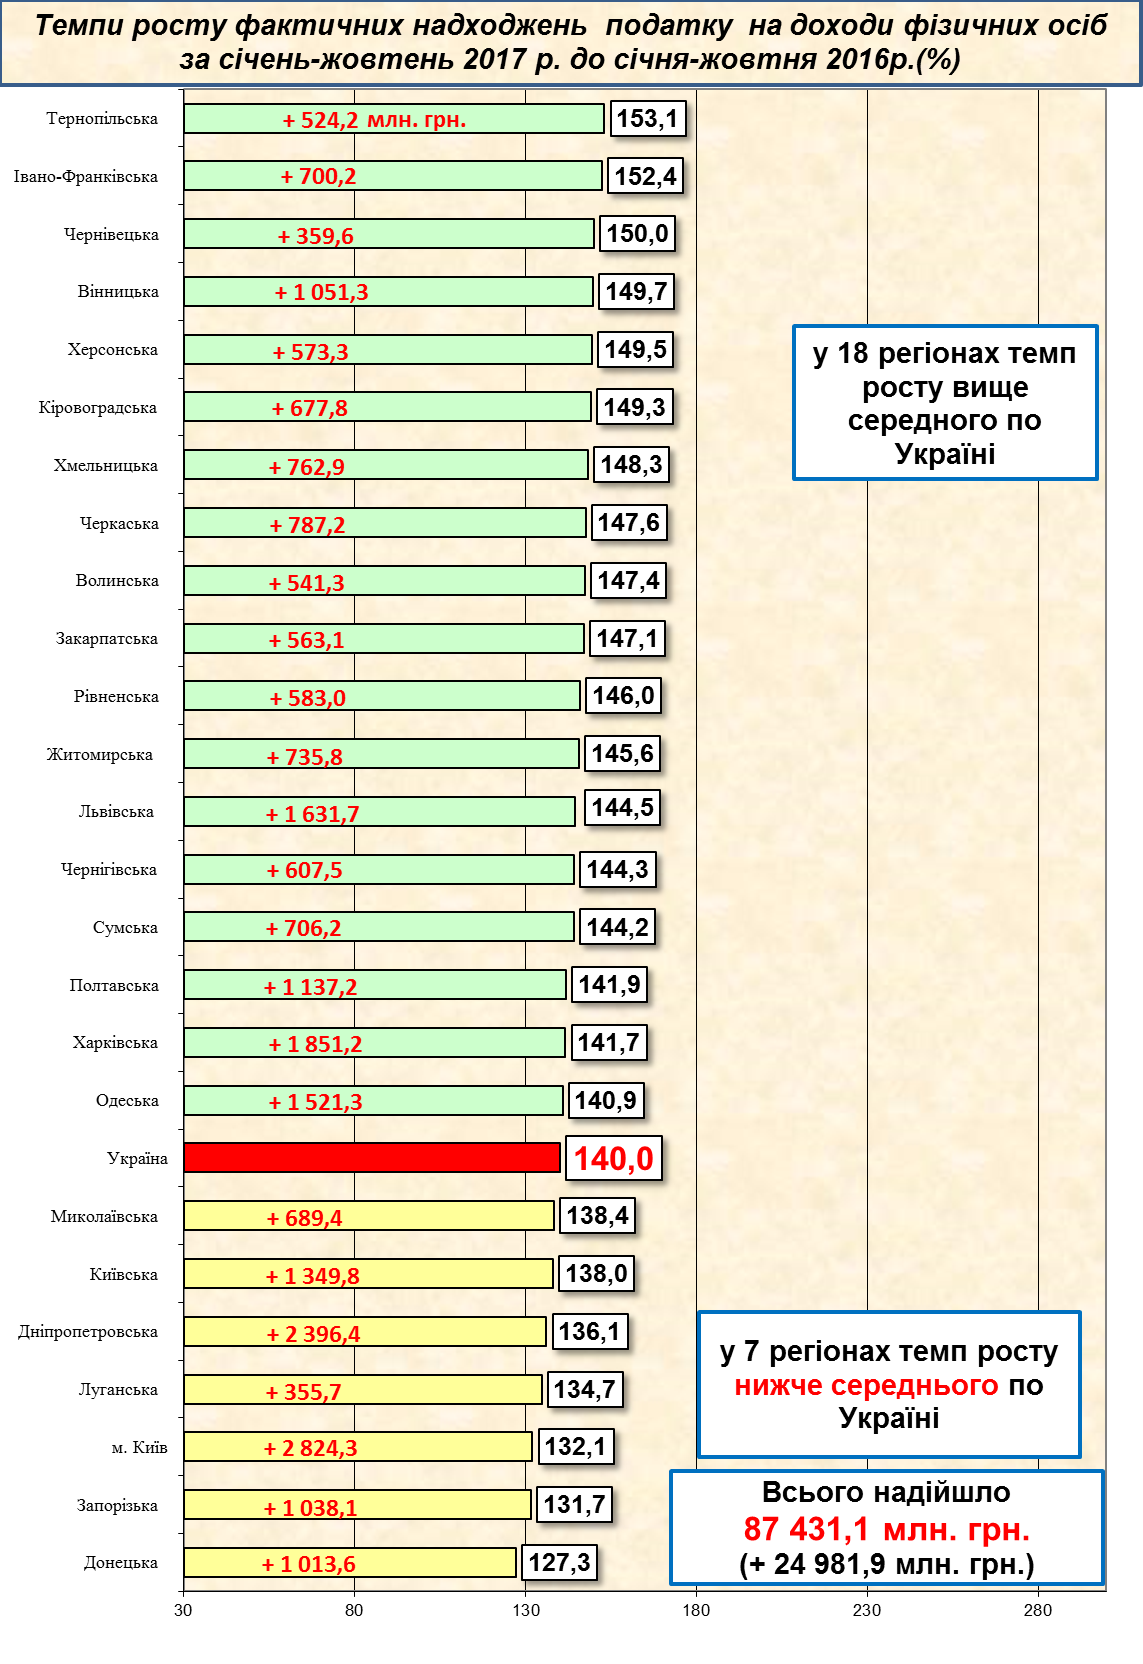 Темпи росту фактичних надходжень податку на доходи фізичних осіб
за січень-жовтень 2017 р. до січня-жовтня 2016р.(%)
Тернопільська + 524,2 млн. грн. 153,1
Івано-Франківська + 700,2 152,4
Чернівецька + 359,6 150,0
Вінницька + 1 051,3 149,7
Херсонська + 573,3 149,5
Кіровоградська + 677,8 149,3
Хмельницька + 762,9 148,3
Черкаська + 787,2 147,6
Волинська + 541,3 147,4
Закарпатська + 563,1 147,1
Рівненська + 583,0 146,0
Житомирська + 735,8 145,6
Львівська + 1 631,7 144,5
Чернігівська + 607,5 144,3
Сумська + 706,2 144,2
Полтавська + 1 137,2 141,9
Харківська + 1 851,2 141,7
Одеська + 1 521,3 140,9
Україна 140,0
Миколаївська + 689,4 138,4
Київська + 1 349,8 138,0
Дніпропетровська + 2 396,4 136,1
Луганська + 355,7 134,7
м. Київ + 2 824,3 132,1
Запорізька + 1 038,1 131,7
Донецька + 1 013,6 127,3
30 80 130 180 230 280
у 18 регіонах темп
росту вище
середного по
Україні
у 7 регіонах темп росту
нижче середнього по
Україні
Всього надійшло
87 431,1 млн. грн.
(+ 24 981,9 млн. грн.)